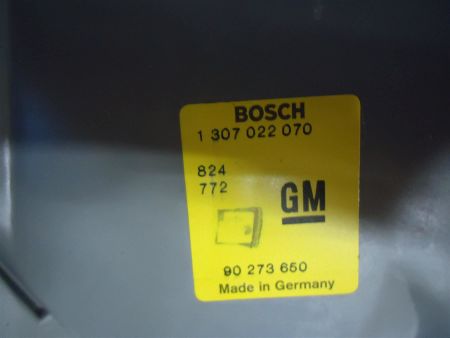 BOSCH
1 307 022 070
824
772
GM
90 273 650
Made in Germany